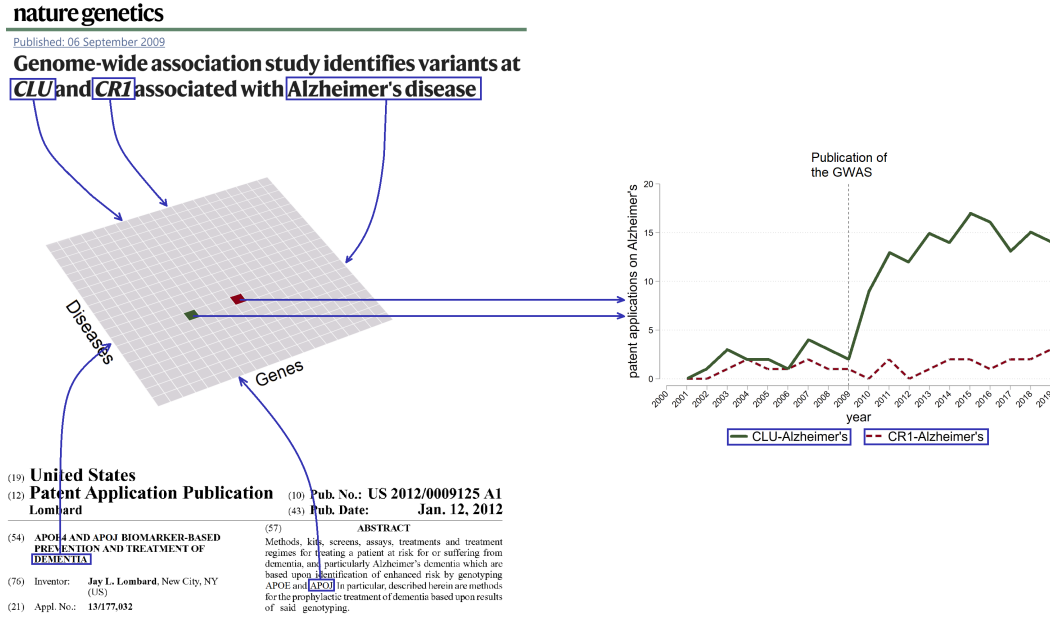 nature genetics
Published: 06 September 2009
Genome-wide association study identifies variants at
CLU and CR1 associated with Alzheimer's disease
Diseases
Genes
Publication of
the GWAS
patent applications on Alzheimer's
20
15
10
5
0
2000 2001 2002 2003 2004 2005 2006 2007 2008 2009 2010 2011 2012 2013 2014 2015 2016 2017 2018 2019
year
CLU-Alzheimer's CR1-Alzheimer's
(19) United States
(12) Patent Application Publication (10) Pub. No.: US 2012/0009125 A1
Lombard (43) Pub. Date: Jan. 12, 2012
(54) APOE4 AND APOJ BIOMARKER-BASED
PREVENTION AND TREATMENT OF
DEMENTIA
(76) Inventor: Jay L. Lombard, New City, NY
(US)
(21) Appl. No.: 13/177,032
(57) ABSTRACT
Methods, kits, screens, assays, treatments and treatment
regimes for treating a patient at risk for or suffering from
dementia, and particularly Alzheimer's dementia which are
based upon identification of enhanced risk by genotyping
APOE and APOJ. In particular, described herein are methods
for the prophylactic treatment of dementia based upon results
of said genotyping.